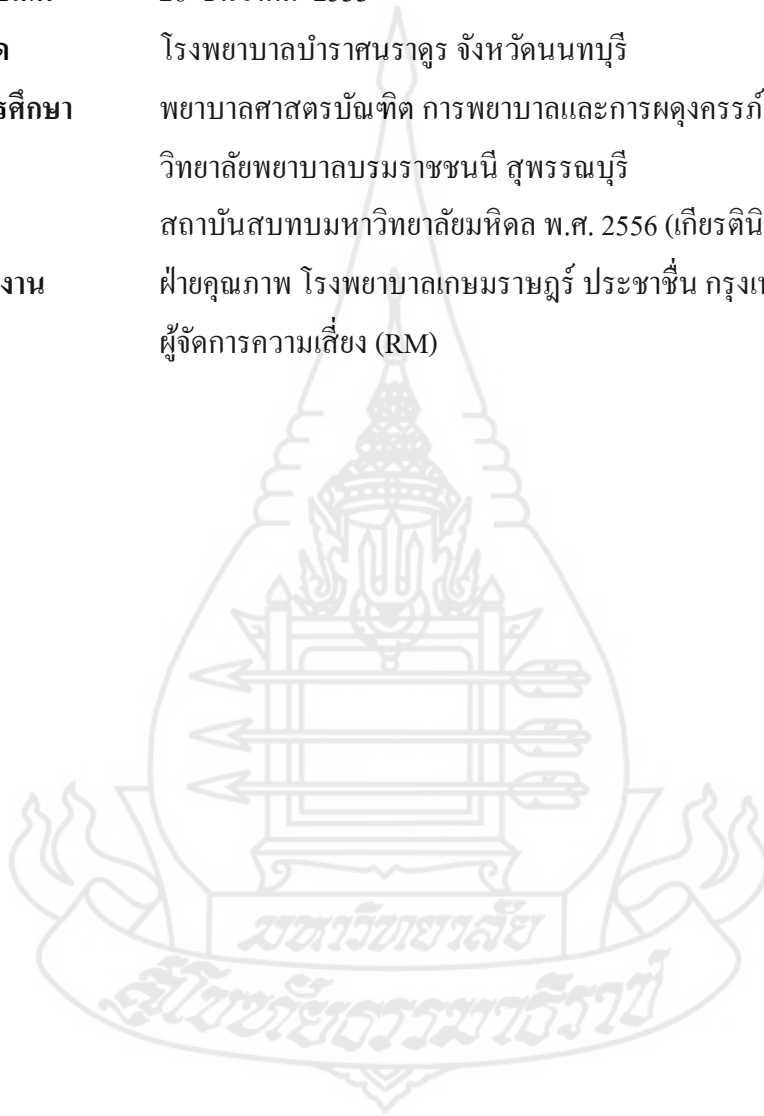 โรงพยาบาลบำราศนราดูร จังหวัดนนทบุรี
รศึกษา พยาบาลศาสตรบัณฑิต การพยาบาลและการผดุงครรภ์
วิทยาลัยพยาบาลบรมราชชนนี สุพรรณบุรี
สถาบันสบทบมหาวิทยาลัยมหิดล พ.ศ. 2556 (เกียรตินิ
งาน ฝ่ายคุณภาพ โรงพยาบาลเกษมราษฎร์ ประชาชื่น กรุงเท
ผู้จัดการความเสี่ยง (RM)
มหาวิทยาลัย
สุโขทัยธรรมาธิราช